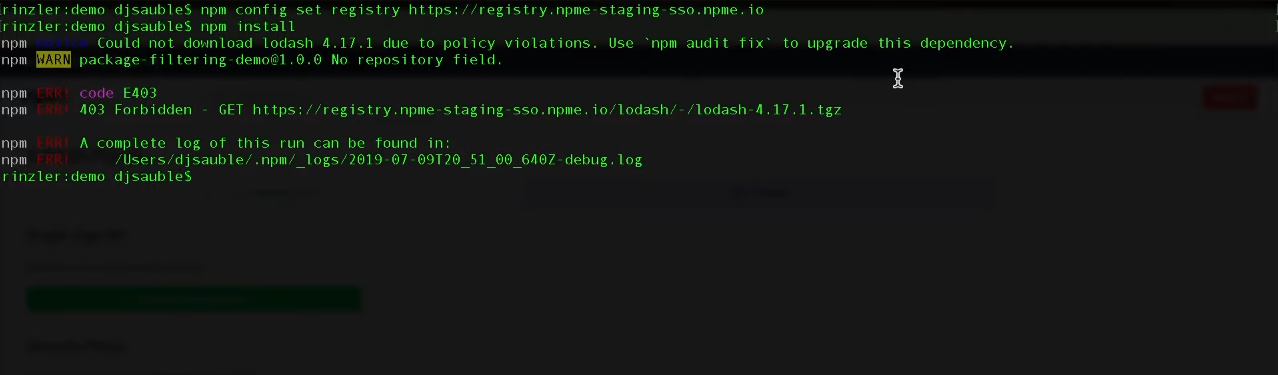 rinzler:demo djsauble$ npm config set registry https://registry.npme-staging-sso.npme.io
rinzler:demo djsauble$ npm install
npm Could not download lodash 4.17.1 due to policy violations. Use `npm audit fix` to upgrade this dependency.
npm WARN package-filtering-demo@1.0.0 No repository field.
npm ERR! code E403
npm ERR! 403 Forbidden - GET https://registry.npme-staging-sso.npme.io/lodash/-/lodash-4.17.1.tgz
npm ERR! A complete log of this run can be found in:
npm ERR! /Users/djsauble/.npm/_logs/2019-07-09T20_51_00_640Z-debug.log
rinzler:demo djsauble$